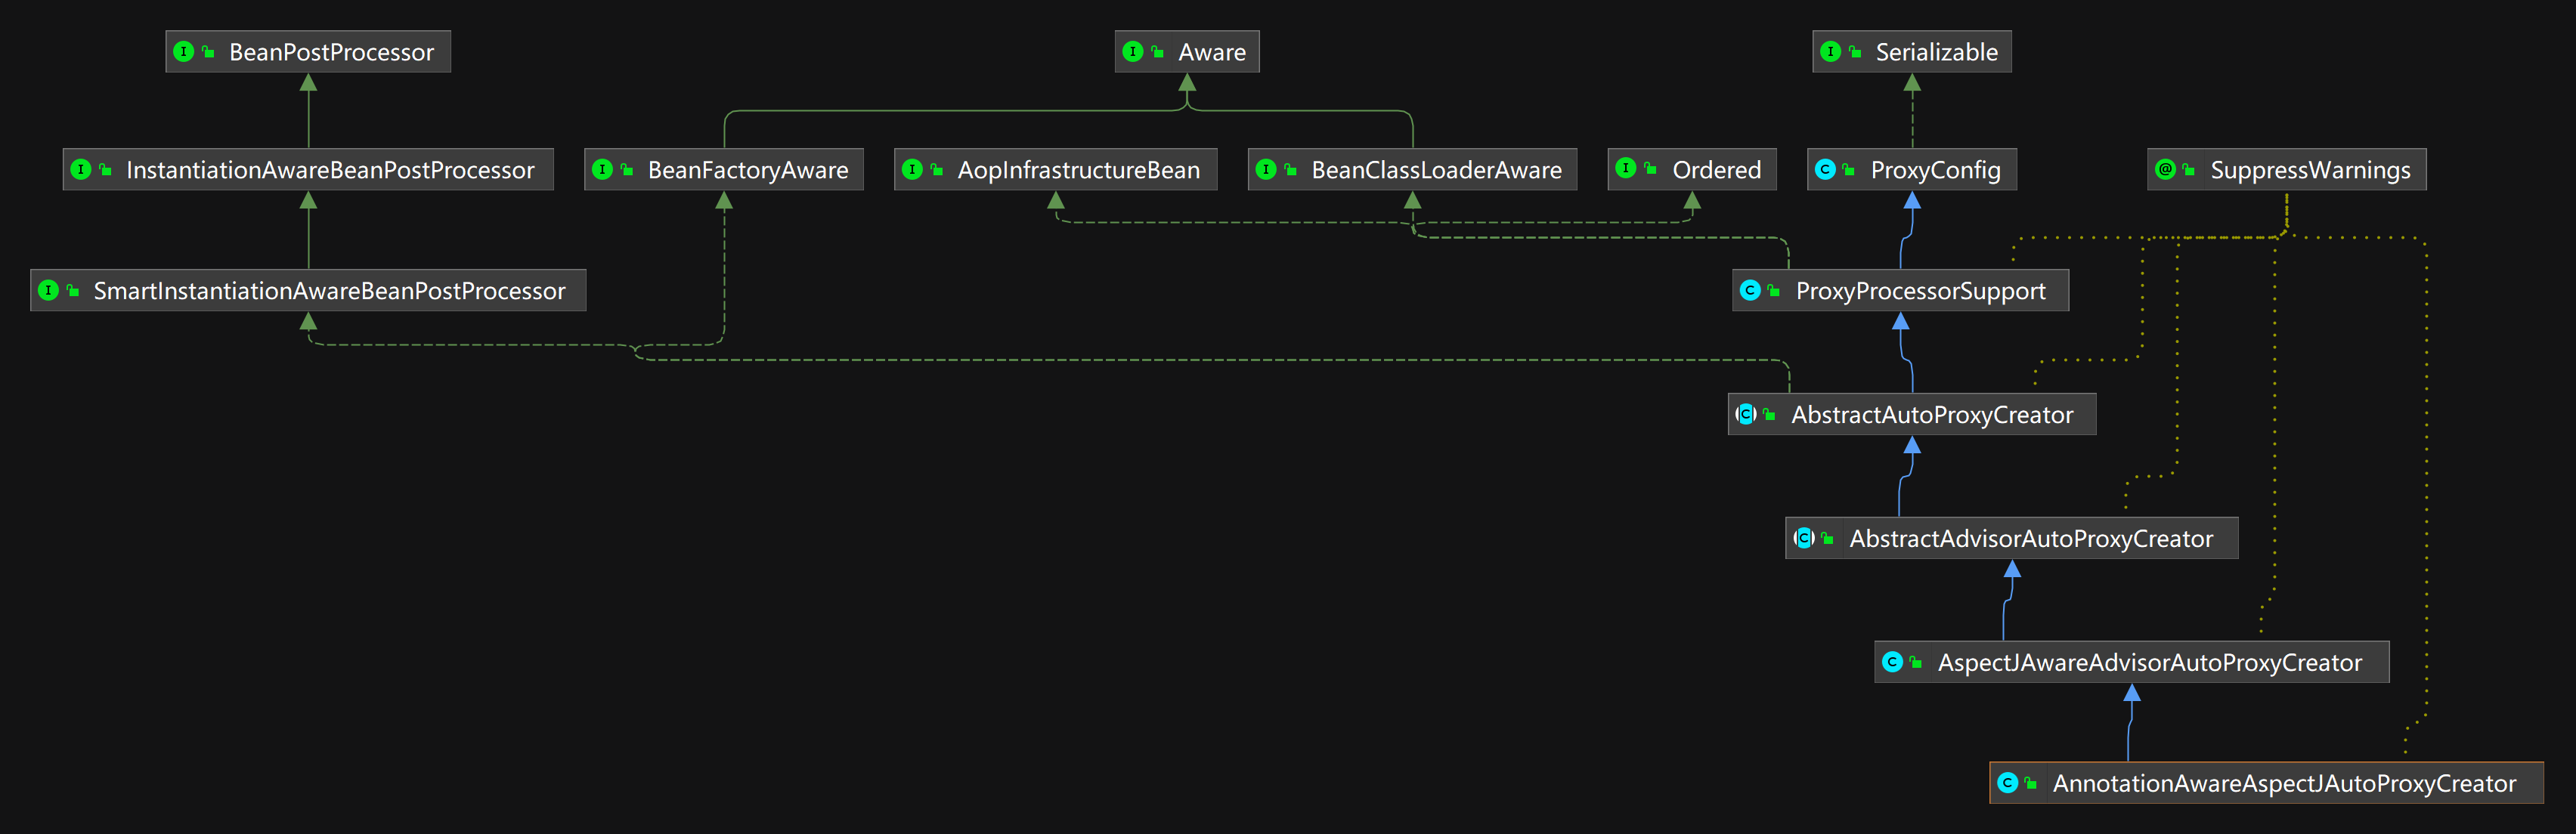 BeanPostProcessor
Aware
Serializable
InstantiationAwareBeanPostProcessor
BeanFactoryAware
AopInfrastructureBean
BeanClassLoaderAware
Ordered
ProxyConfig
SuppressWarnings
SmartInstantiationAwareBeanPostProcessor
ProxyProcessorSupport
AbstractAutoProxyCreator
AbstractAdvisorAutoProxyCreator
AspectJAwareAdvisorAutoProxyCreator
AnnotationAwareAspectJAutoProxyCreator